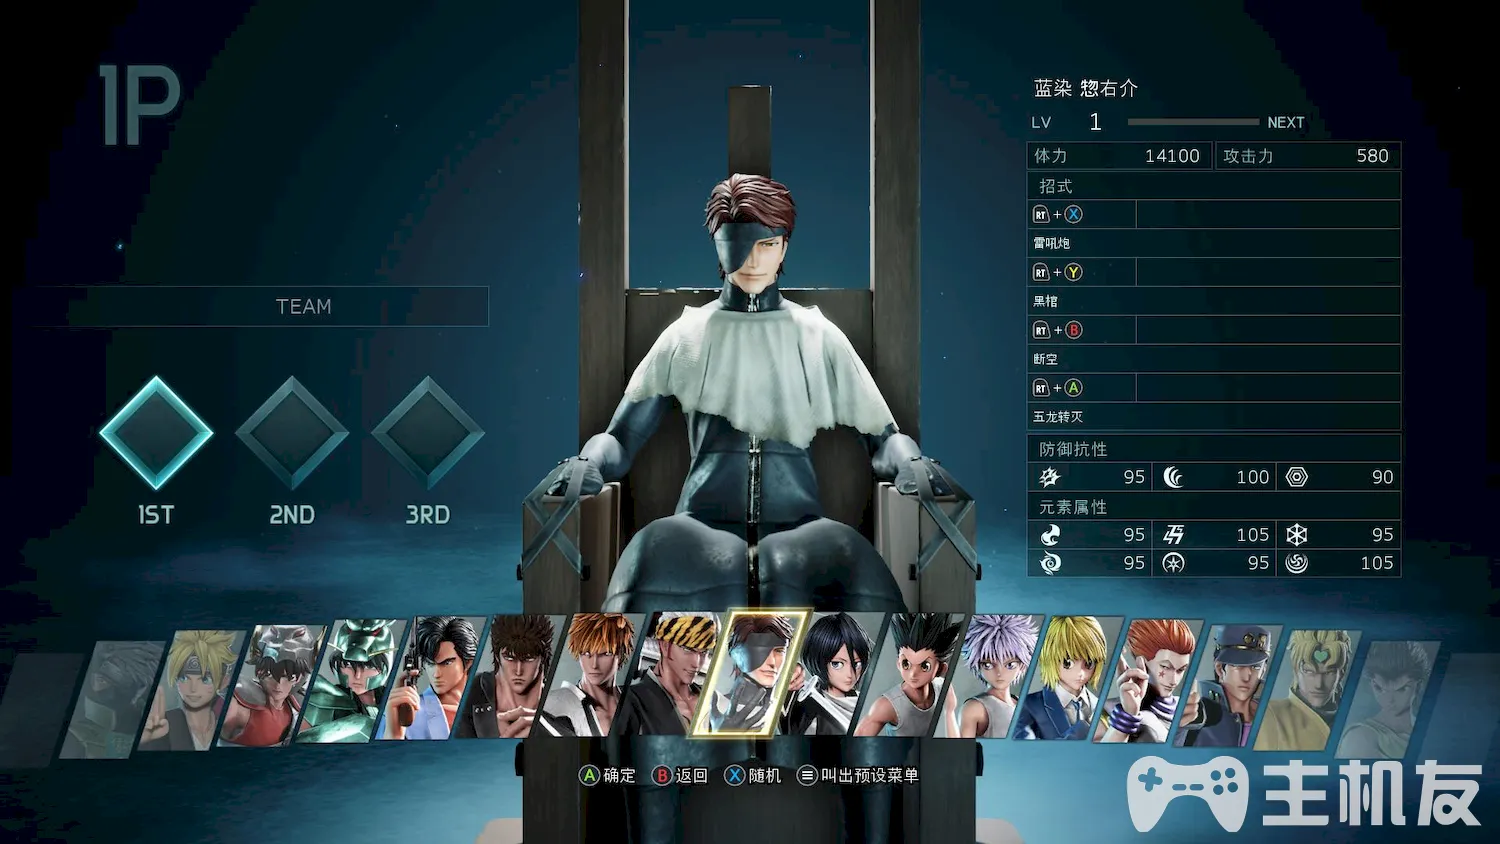 1P
蓝染 惣右介
LV 1 NEXT
体力 14100 攻击力 580
招式
RT + X
雷吼炮
RT + Y
黑棺
RT + B
断空
RT + A
五龙转灭
防御抗性
95 100 90
元素属性
95 105 95
95 95 105
TEAM
1ST 2ND 3RD
A 确定 B 返回 X 随机 叫出预设菜单
主机友